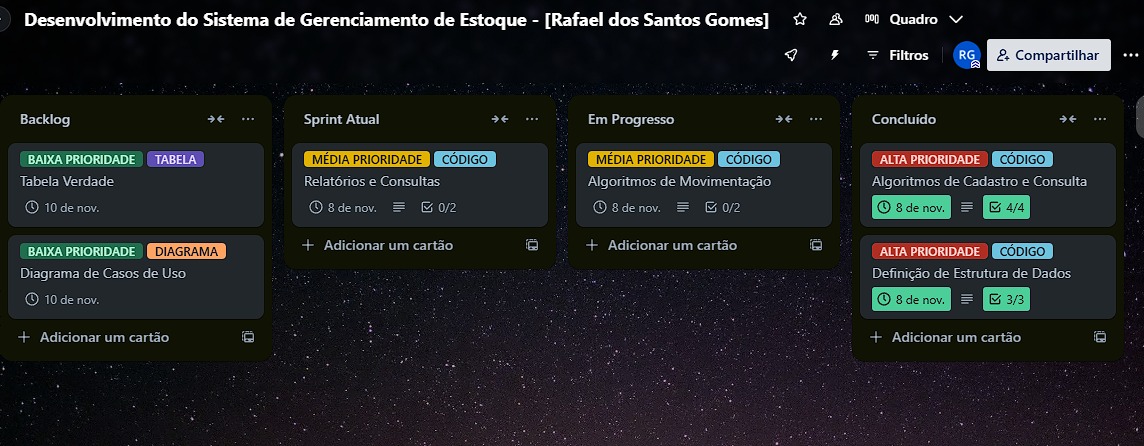 Desenvolvimento do Sistema de Gerenciamento de Estoque - [Rafael dos Santos Gomes]
Quadro
Filtros
RG
Compartilhar
Backlog
BAIXA PRIORIDADE TABELA
Tabela Verdade
10 de nov.
BAIXA PRIORIDADE DIAGRAMA
Diagrama de Casos de Uso
10 de nov.
+ Adicionar um cartão
Sprint Atual
MÉDIA PRIORIDADE CÓDIGO
Relatórios e Consultas
8 de nov. 0/2
+ Adicionar um cartão
Em Progresso
MÉDIA PRIORIDADE CÓDIGO
Algoritmos de Movimentação
8 de nov. 0/2
+ Adicionar um cartão
Concluído
ALTA PRIORIDADE CÓDIGO
Algoritmos de Cadastro e Consulta
8 de nov. 4/4
ALTA PRIORIDADE CÓDIGO
Definição de Estrutura de Dados
8 de nov. 3/3
+ Adicionar um cartão